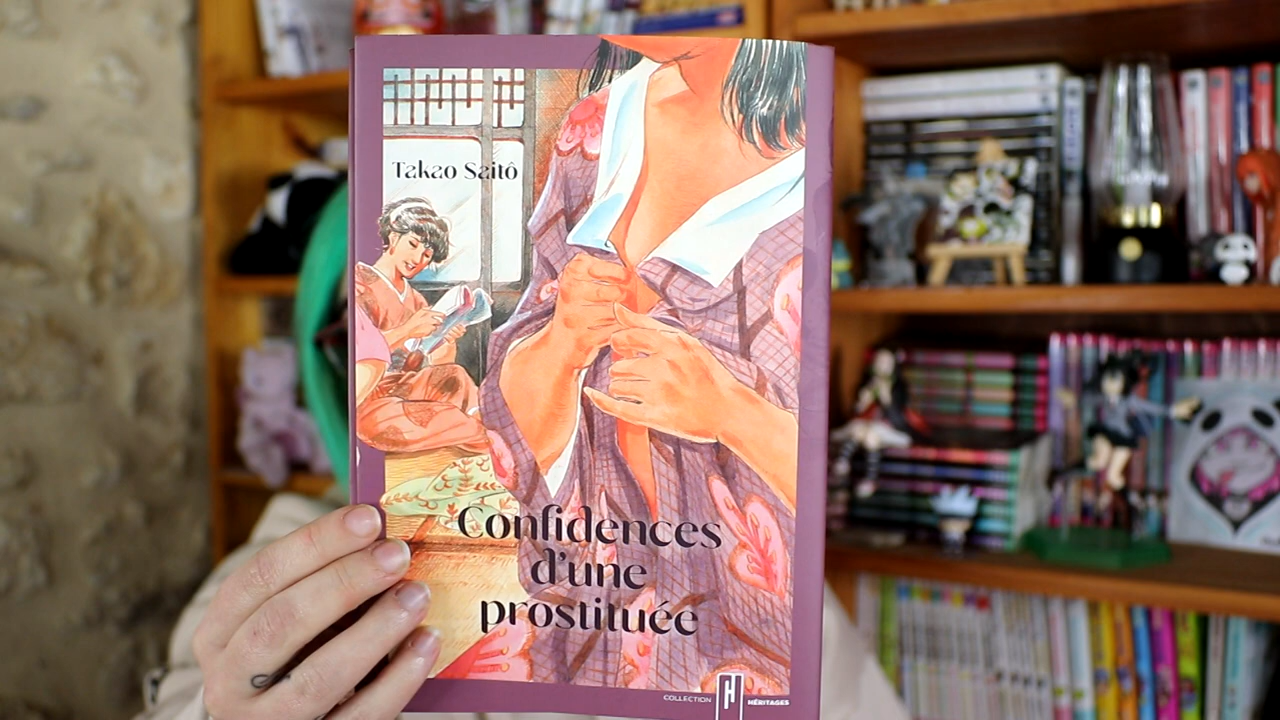 Takao Saitô
Confidences
d'une
prostituée
COLLECTION H HÉRITAGES